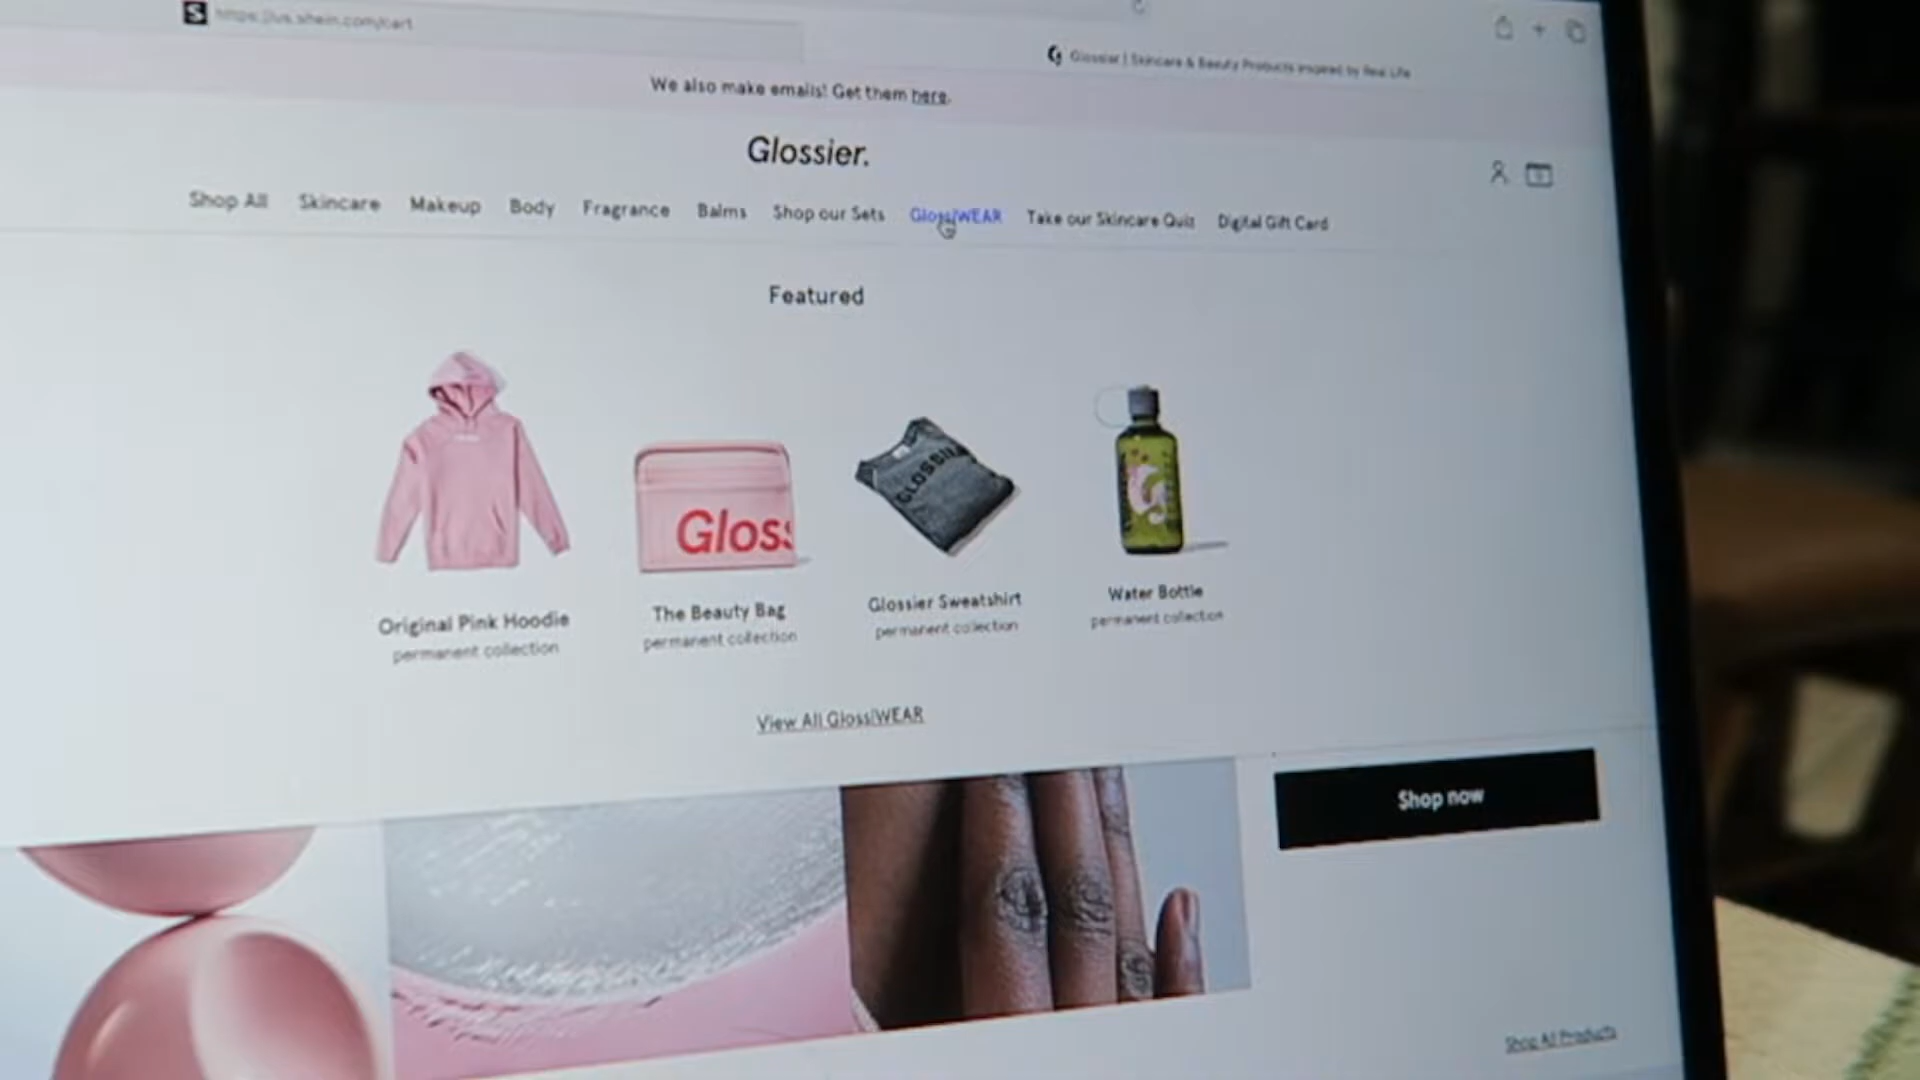 https://us.shein.com/cart
Glossier | Skincare & Beauty Products Inspired by Real Life
We also make emails! Get them here.
Glossier.
Shop All Skincare Makeup Body Fragrance Balms Shop our Sets GlossiWEAR Take our Skincare Quiz Digital Gift Card
Featured
Gloss
GLOSSIER
Original Pink Hoodie
permanent collection
The Beauty Bag
permanent collection
Glossier Sweatshirt
permanent collection
Water Bottle
permanent collection
View All GlossiWEAR
Shop now
Shop All Products